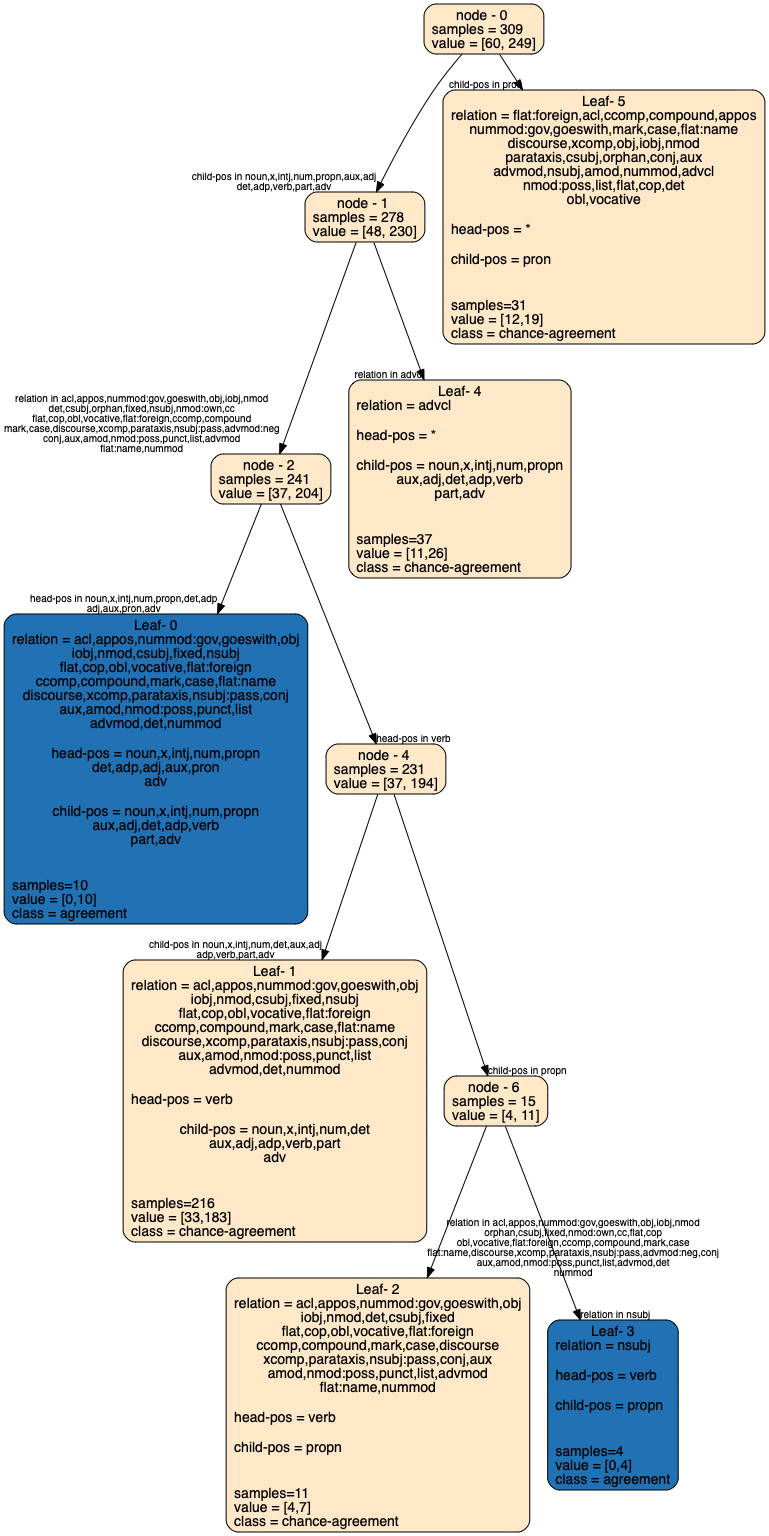 node - 0
samples = 309
value = [60, 249]
child-pos in pron
Leaf- 5
relation = flat:foreign,acl,ccomp,compound,appos
nummod:gov,goeswith,mark,case,flat:name
discourse,xcomp,obj,iobj,nmod
parataxis,csubj,orphan,conj,aux
advmod,nsubj,amod,nummod,advcl
nmod:poss,list,flat,cop,det
obl,vocative
head-pos = *
child-pos = pron
samples=31
value = [12,19]
class = chance-agreement
child-pos in noun,x,intj,num,propn,aux,adj
det,adp,verb,part,adv
node - 1
samples = 278
value = [48, 230]
relation in advcl
Leaf- 4
relation = advcl
head-pos = *
child-pos = noun,x,intj,num,propn
aux,adj,det,adp,verb
part,adv
samples=37
value = [11,26]
class = chance-agreement
relation in acl,appos,nummod:gov,goeswith,obj,iobj,nmod
det,csubj,orphan,fixed,nsubj,nmod:own,cc
flat,cop,obl,vocative,flat:foreign,ccomp,compound
mark,case,discourse,xcomp,parataxis,nsubj:pass,advmod:neg
conj,aux,amod,nmod:poss,punct,list,advmod
flat:name,nummod
node - 2
samples = 241
value = [37, 204]
head-pos in noun,x,intj,num,propn,det,adp
adj,aux,pron,adv
Leaf- 0
relation = acl,appos,nummod:gov,goeswith,obj
iobj,nmod,csubj,fixed,nsubj
flat,cop,obl,vocative,flat:foreign
ccomp,compound,mark,case,flat:name
discourse,xcomp,parataxis,nsubj:pass,conj
aux,amod,nmod:poss,punct,list
advmod,det,nummod
head-pos = noun,x,intj,num,propn
det,adp,adj,aux,pron
adv
child-pos = noun,x,intj,num,propn
aux,adj,det,adp,verb
part,adv
samples=10
value = [0,10]
class = agreement
head-pos in verb
node - 4
samples = 231
value = [37, 194]
child-pos in noun,x,intj,num,det,aux,adj
adp,verb,part,adv
Leaf- 1
relation = acl,appos,nummod:gov,goeswith,obj
iobj,nmod,csubj,fixed,nsubj
flat,cop,obl,vocative,flat:foreign
ccomp,compound,mark,case,flat:name
discourse,xcomp,parataxis,nsubj:pass,conj
aux,amod,nmod:poss,punct,list
advmod,det,nummod
head-pos = verb
child-pos = noun,x,intj,num,det
aux,adj,adp,verb,part
adv
samples=216
value = [33,183]
class = chance-agreement
child-pos in propn
node - 6
samples = 15
value = [4, 11]
relation in acl,appos,nummod:gov,goeswith,obj,iobj,nmod
orphan,csubj,fixed,nmod:own,cc,flat,cop
obl,vocative,flat:foreign,ccomp,compound,mark,case
flat:name,discourse,xcomp,parataxis,nsubj:pass,advmod:neg,conj
aux,amod,nmod:poss,punct,list,advmod,det
nummod
Leaf- 2
relation = acl,appos,nummod:gov,goeswith,obj
iobj,nmod,det,csubj,fixed
flat,cop,obl,vocative,flat:foreign
ccomp,compound,mark,case,discourse
xcomp,parataxis,nsubj:pass,conj,aux
amod,nmod:poss,punct,list,advmod
flat:name,nummod
head-pos = verb
child-pos = propn
samples=11
value = [4,7]
class = chance-agreement
relation in nsubj
Leaf- 3
relation = nsubj
head-pos = verb
child-pos = propn
samples=4
value = [0,4]
class = agreement